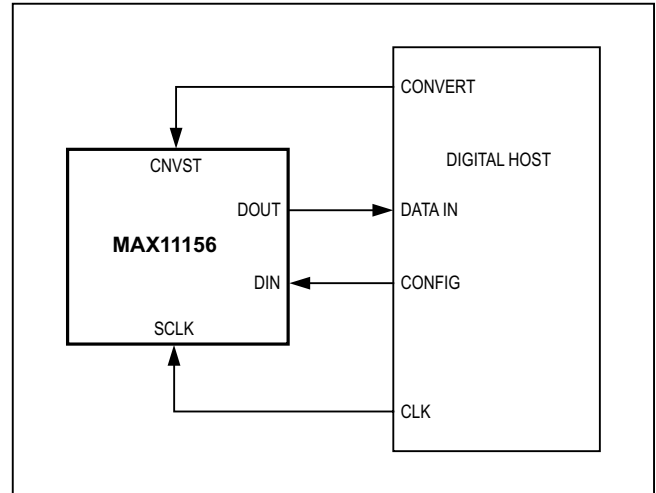 CONVERT
CNVST
DIGITAL HOST
DOUT
DATA IN
MAX11156
DIN
CONFIG
SCLK
CLK